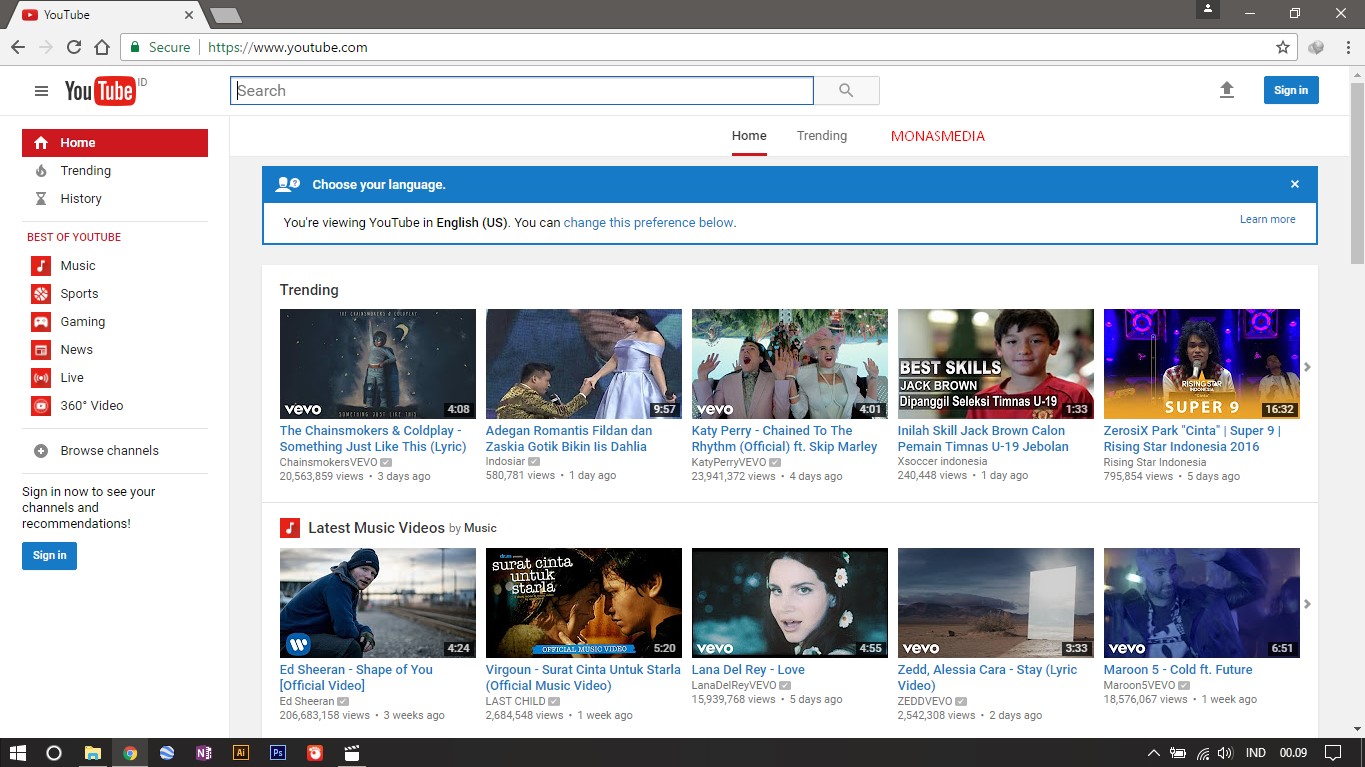 YouTube
Secure https://www.youtube.com
YouTube ID
Search
Sign in
Home
Trending
MONASMEDIA
Home
Trending
History
BEST OF YOUTUBE
Music
Sports
Gaming
News
Live
360° Video
Browse channels
Sign in now to see your
channels and
recommendations!
Sign in
Choose your language.
You're viewing YouTube in English (US). You can change this preference below.
Learn more
Trending
THE CHAINSMOKERS & COLDPLAY
SOMETHING JUST LIKE THIS
vevo
4:08
The Chainsmokers & Coldplay -
Something Just Like This (Lyric)
ChainsmokersVEVO
20,563,859 views • 3 days ago
9:57
Adegan Romantis Fildan dan
Zaskia Gotik Bikin Iis Dahlia
Indosiar
580,781 views • 1 day ago
vevo
4:01
Katy Perry - Chained To The
Rhythm (Official) ft. Skip Marley
KatyPerryVEVO
23,941,372 views • 4 days ago
BEST SKILLS
JACK BROWN
Dipanggil Seleksi Timnas U-19
1:33
Inilah Skill Jack Brown Calon
Pemain Timnas U-19 Jebolan
Xsoccer indonesia
240,448 views • 1 day ago
RISING STAR
INDONESIA
SUPER 9
16:32
ZerosiX Park "Cinta" | Super 9 |
Rising Star Indonesia 2016
Rising Star Indonesia
795,854 views • 5 days ago
Latest Music Videos by Music
4:24
Ed Sheeran - Shape of You
[Official Video]
Ed Sheeran
206,683,158 views • 3 weeks ago
surat cinta
untuk
starla
OFFICIAL MUSIC VIDEO
5:20
Virgoun - Surat Cinta Untuk Starla
(Official Music Video)
LAST CHILD
2,684,548 views • 1 week ago
vevo
4:55
Lana Del Rey - Love
LanaDelReyVEVO
15,939,768 views • 5 days ago
vevo
3:33
Zedd, Alessia Cara - Stay (Lyric
Video)
ZEDDVEVO
2,542,308 views • 2 days ago
vevo
6:51
Maroon 5 - Cold ft. Future
Maroon5VEVO
18,576,067 views • 1 week ago
N
Ai
Ps
IND
00.09